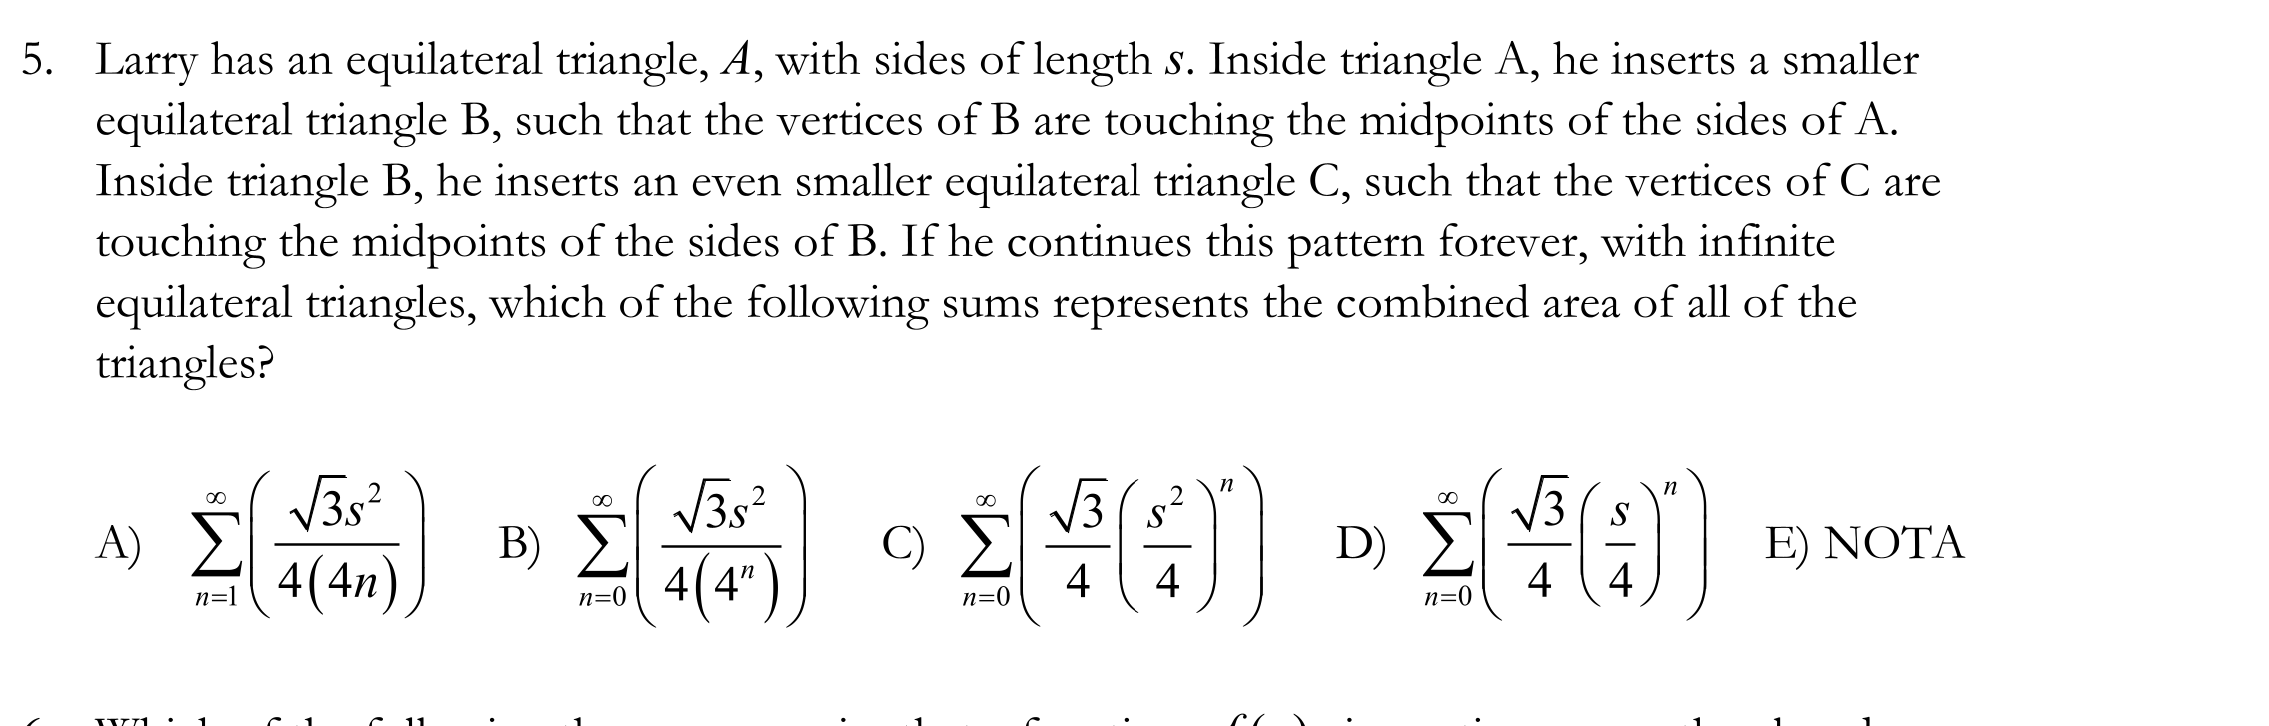 5. Larry has an equilateral triangle, A, with sides of length s. Inside triangle A, he inserts a smaller
equilateral triangle B, such that the vertices of B are touching the midpoints of the sides of A.
Inside triangle B, he inserts an even smaller equilateral triangle C, such that the vertices of C are
touching the midpoints of the sides of B. If he continues this pattern forever, with infinite
equilateral triangles, which of the following sums represents the combined area of all of the
triangles?
A) \sum_{n=1}^{\infty}\left(\frac{\sqrt{3}s^2}{4(4n)}\right) B) \sum_{n=0}^{\infty}\left(\frac{\sqrt{3}s^2}{4(4^n)}\right) C) \sum_{n=0}^{\infty}\left(\frac{\sqrt{3}}{4}\left(\frac{s^2}{4}\right)^n\right) D) \sum_{n=0}^{\infty}\left(\frac{\sqrt{3}}{4}\left(\frac{s}{4}\right)^n\right) E) NOTA